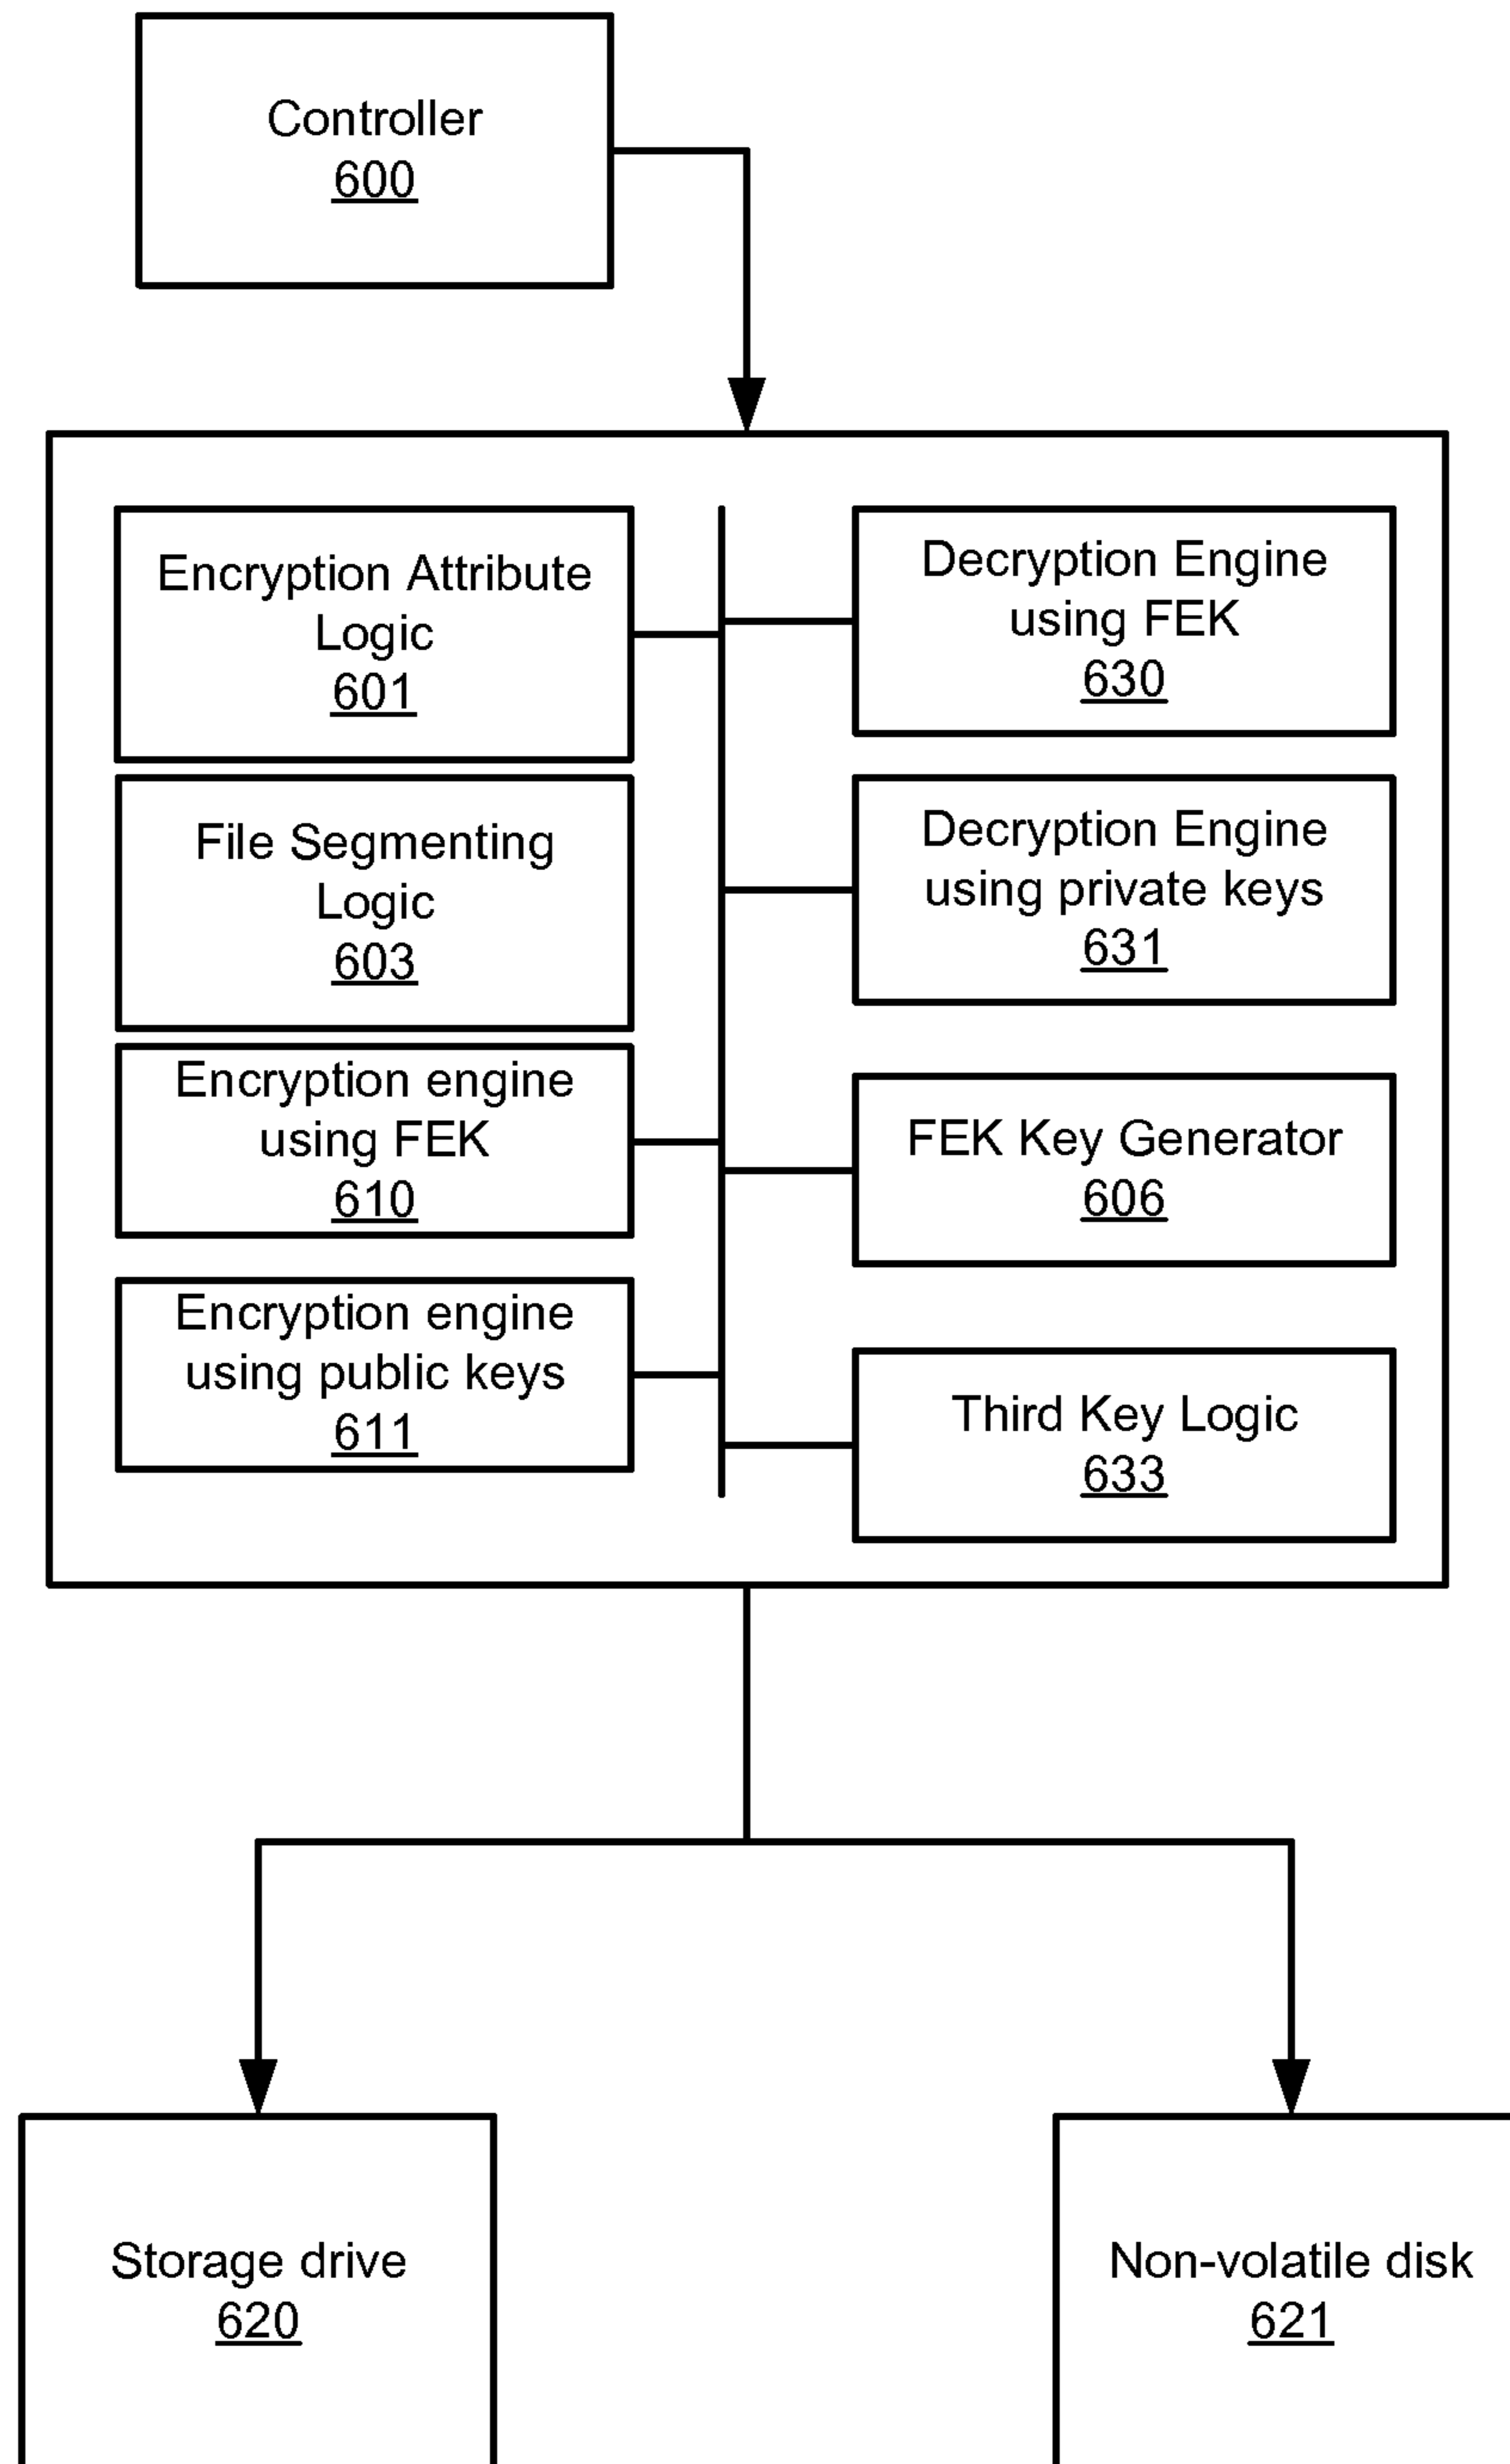 Controller
600
Encryption Attribute
Logic
601
File Segmenting
Logic
603
Encryption engine
using FEK
610
Encryption engine
using public keys
611
Decryption Engine
using FEK
630
Decryption Engine
using private keys
631
FEK Key Generator
606
Third Key Logic
633
Storage drive
620
Non-volatile disk
621